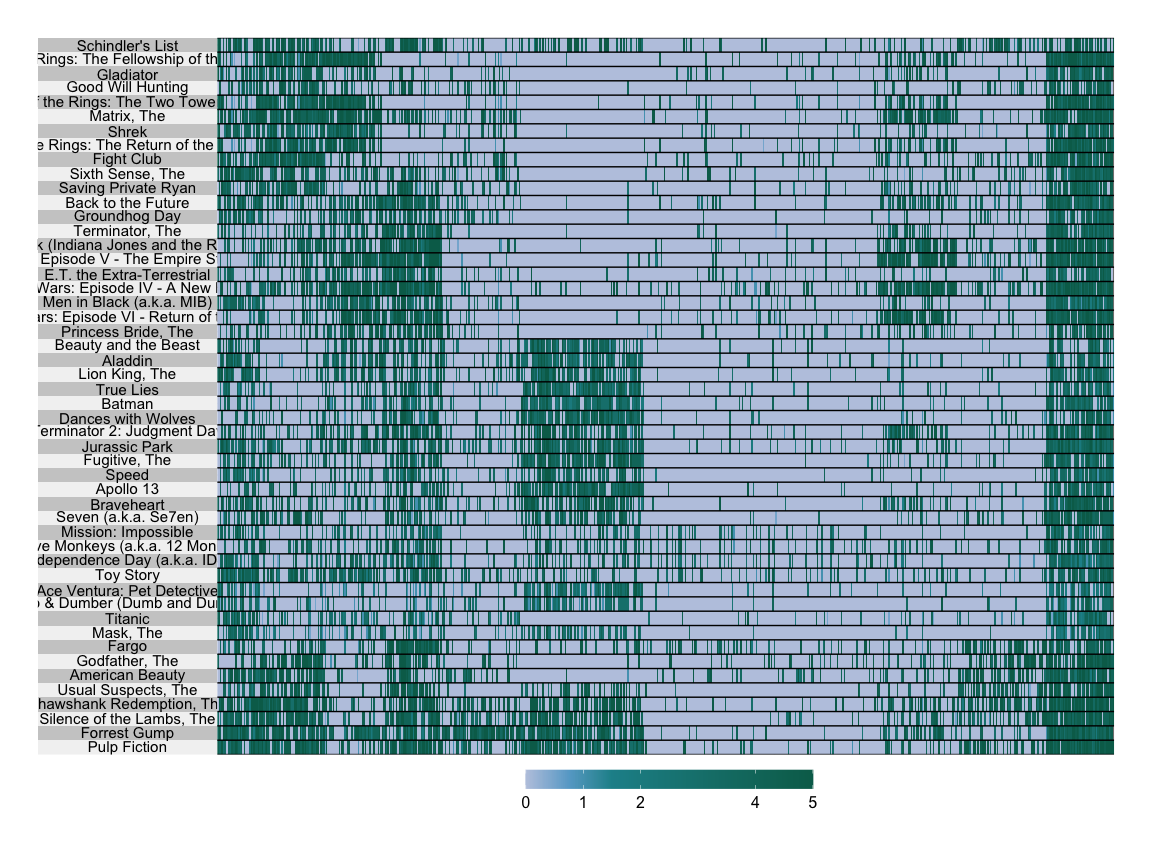 Schindler's List
Rings: The Fellowship of th
Gladiator
Good Will Hunting
f the Rings: The Two Towe
Matrix, The
Shrek
e Rings: The Return of the
Fight Club
Sixth Sense, The
Saving Private Ryan
Back to the Future
Groundhog Day
Terminator, The
k (Indiana Jones and the R
Episode V - The Empire S
E.T. the Extra-Terrestrial
Wars: Episode IV - A New
Men in Black (a.k.a. MIB)
ars: Episode VI - Return of t
Princess Bride, The
Beauty and the Beast
Aladdin
Lion King, The
True Lies
Batman
Dances with Wolves
Terminator 2: Judgment Day
Jurassic Park
Fugitive, The
Speed
Apollo 13
Braveheart
Seven (a.k.a. Se7en)
Mission: Impossible
ve Monkeys (a.k.a. 12 Mon
dependence Day (a.k.a. ID
Toy Story
Ace Ventura: Pet Detective
& Dumber (Dumb and Du
Titanic
Mask, The
Fargo
Godfather, The
American Beauty
Usual Suspects, The
hawshank Redemption, Th
Silence of the Lambs, The
Forrest Gump
Pulp Fiction
0 1 2 4 5